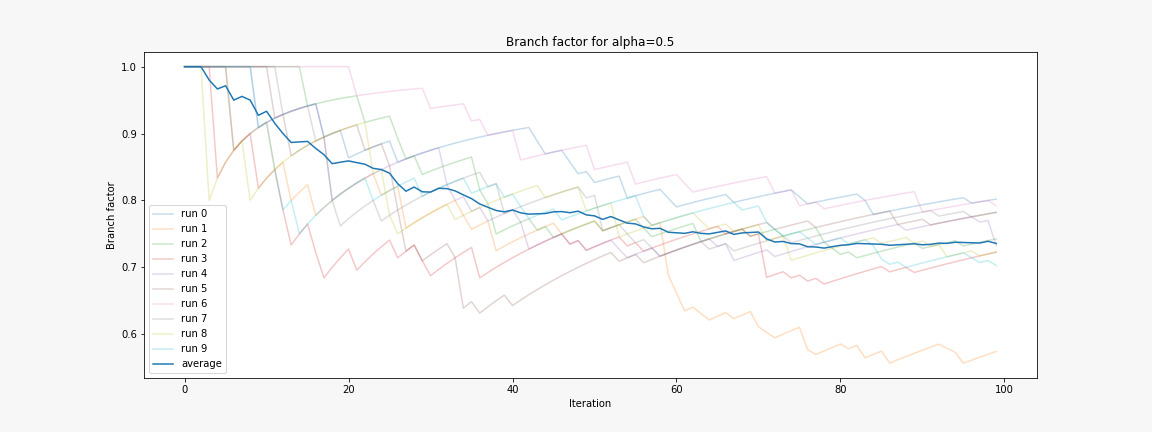 Branch factor for alpha=0.5
1.0
0.9
0.8
0.7
0.6
Branch factor
run 0
run 1
run 2
run 3
run 4
run 5
run 6
run 7
run 8
run 9
average
0 20 40 60 80 100
Iteration